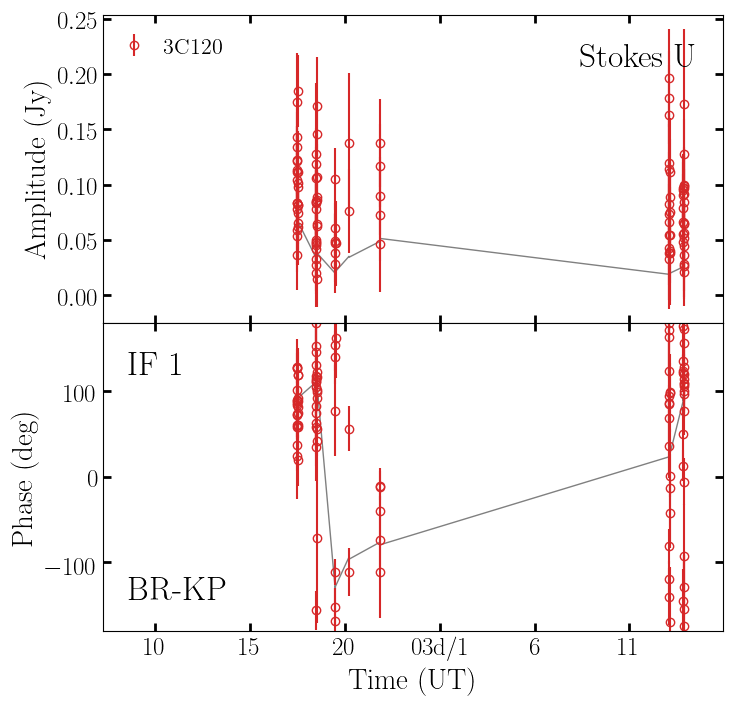 0.25
3C120
Stokes U
0.20
0.15
0.10
0.05
0.00
Amplitude (Jy)
IF 1
100
0
−100
Phase (deg)
BR-KP
10 15 20 03d/1 6 11
Time (UT)